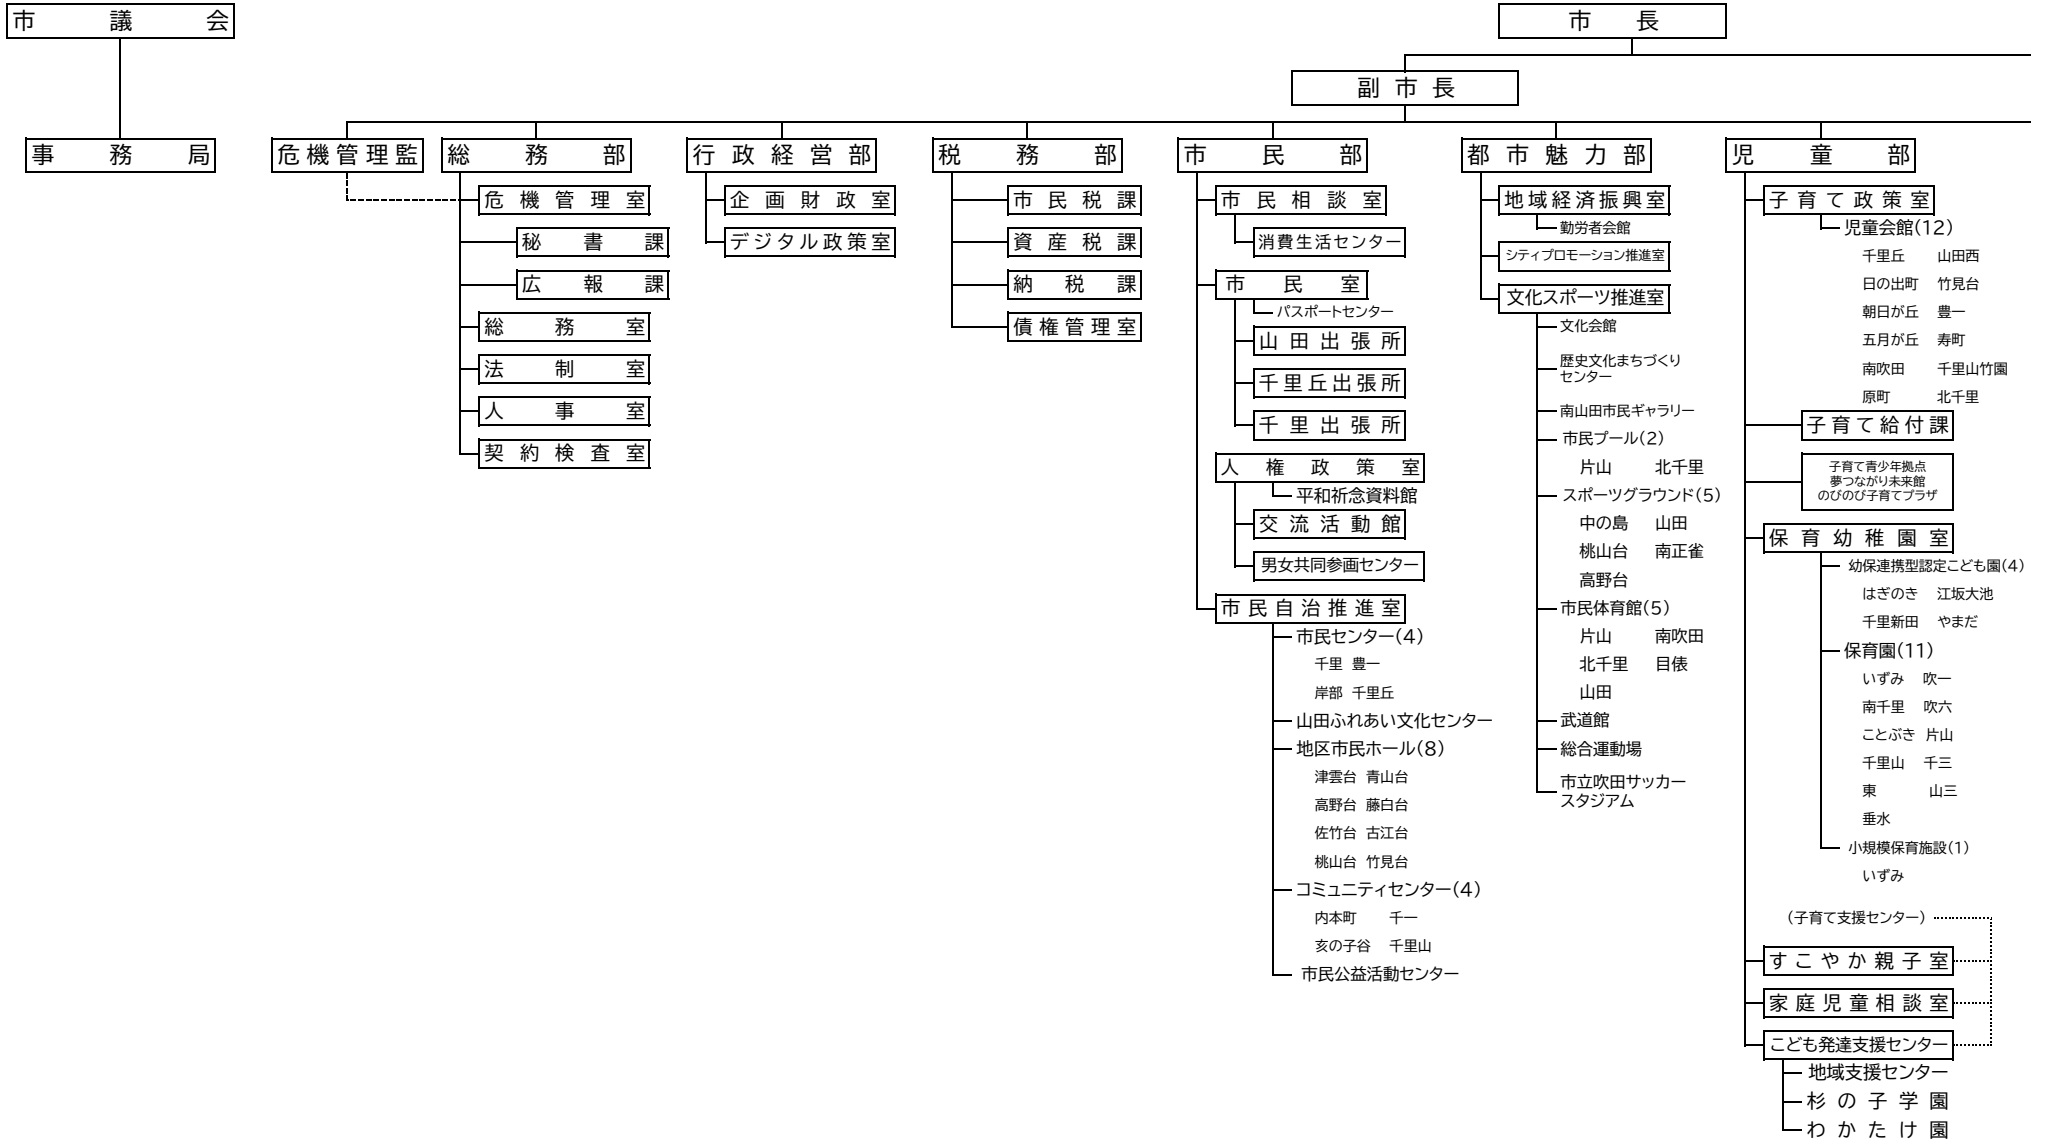 市議会
市長
副市長
事務局
危機管理監
総務部
危機管理室
秘書課
広報課
総務室
法制室
人事室
契約検査室
行政経営部
企画財政室
デジタル政策室
税務部
市民税課
資産税課
納税課
債権管理室
市民部
市民相談室
消費生活センター
市民室
パスポートセンター
山田出張所
千里丘出張所
千里出張所
人権政策室
平和祈念資料館
交流活動館
男女共同参画センター
市民自治推進室
市民センター(4)
千里 豊一
岸部 千里丘
山田ふれあい文化センター
地区市民ホール(8)
津雲台 青山台
高野台 藤白台
佐竹台 古江台
桃山台 竹見台
コミュニティセンター(4)
内本町 千一
亥の子谷 千里山
市民公益活動センター
都市魅力部
地域経済振興室
勤労者会館
シティプロモーション推進室
文化スポーツ推進室
文化会館
歴史文化まちづくり
センター
南山田市民ギャラリー
市民プール(2)
片山 北千里
スポーツグラウンド(5)
中の島 山田
桃山台 南正雀
高野台
市民体育館(5)
片山 南吹田
北千里 目俵
山田
武道館
総合運動場
市立吹田サッカー
スタジアム
児童部
子育て政策室
児童会館(12)
千里丘 山田西
日の出町 竹見台
朝日が丘 豊一
五月が丘 寿町
南吹田 千里山竹園
原町 北千里
子育て給付課
子育て青少年拠点
夢つながり未来館
のびのび子育てプラザ
保育幼稚園室
幼保連携型認定こども園(4)
はぎのき 江坂大池
千里新田 やまだ
保育園(11)
いずみ 吹一
南千里 吹六
ことぶき 片山
千里山 千三
東 山三
垂水
小規模保育施設(1)
いずみ
(子育て支援センター)
すこやか親子室
家庭児童相談室
こども発達支援センター
地域支援センター
杉の子学園
わかたけ園